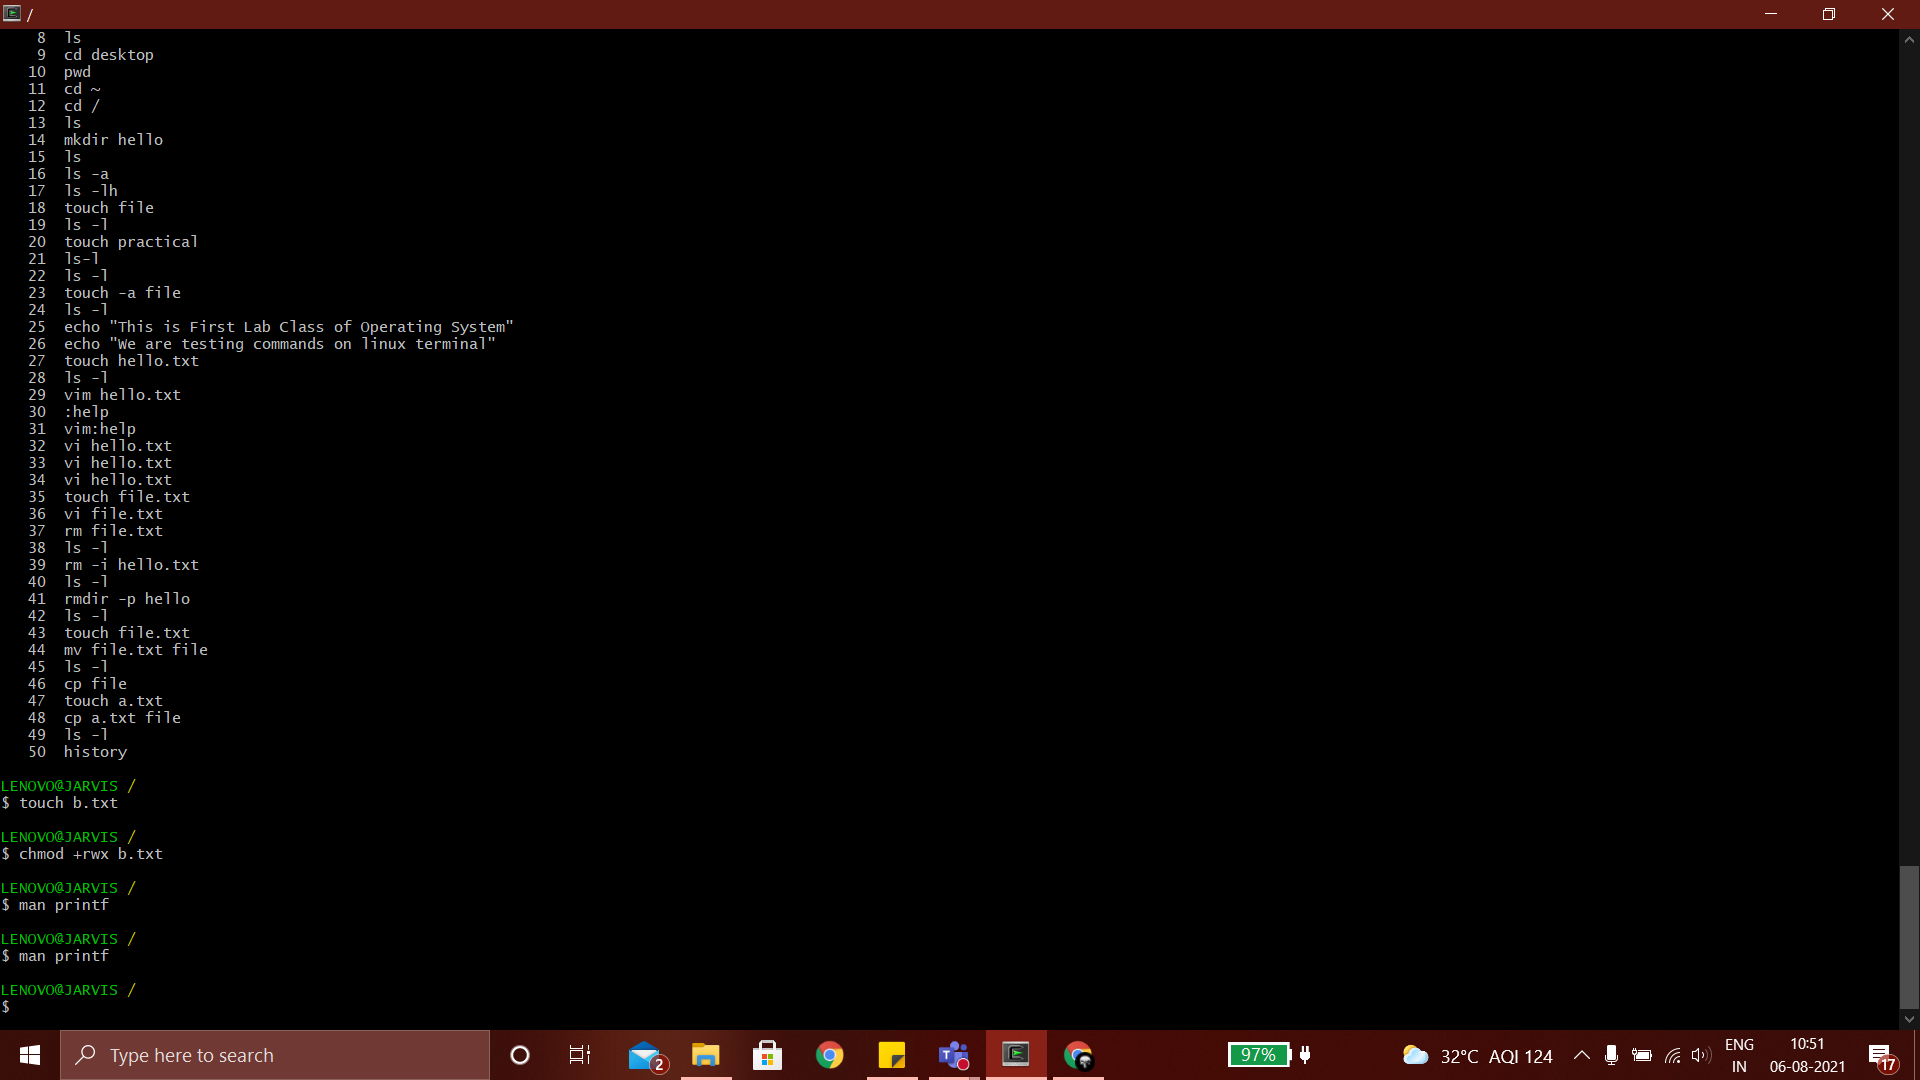 /
8 ls
9 cd desktop
10 pwd
11 cd ~
12 cd /
13 ls
14 mkdir hello
15 ls
16 ls -a
17 ls -lh
18 touch file
19 ls -l
20 touch practical
21 ls-l
22 ls -l
23 touch -a file
24 ls -l
25 echo "This is First Lab Class of Operating System"
26 echo "We are testing commands on linux terminal"
27 touch hello.txt
28 ls -l
29 vim hello.txt
30 :help
31 vim:help
32 vi hello.txt
33 vi hello.txt
34 vi hello.txt
35 touch file.txt
36 vi file.txt
37 rm file.txt
38 ls -l
39 rm -i hello.txt
40 ls -l
41 rmdir -p hello
42 ls -l
43 touch file.txt
44 mv file.txt file
45 ls -l
46 cp file
47 touch a.txt
48 cp a.txt file
49 ls -l
50 history
LENOVO@JARVIS /
$ touch b.txt
LENOVO@JARVIS /
$ chmod +rwx b.txt
LENOVO@JARVIS /
$ man printf
LENOVO@JARVIS /
$ man printf
LENOVO@JARVIS /
$
Type here to search
2
97%
32°C AQI 124
ENG
IN
10:51
06-08-2021
17